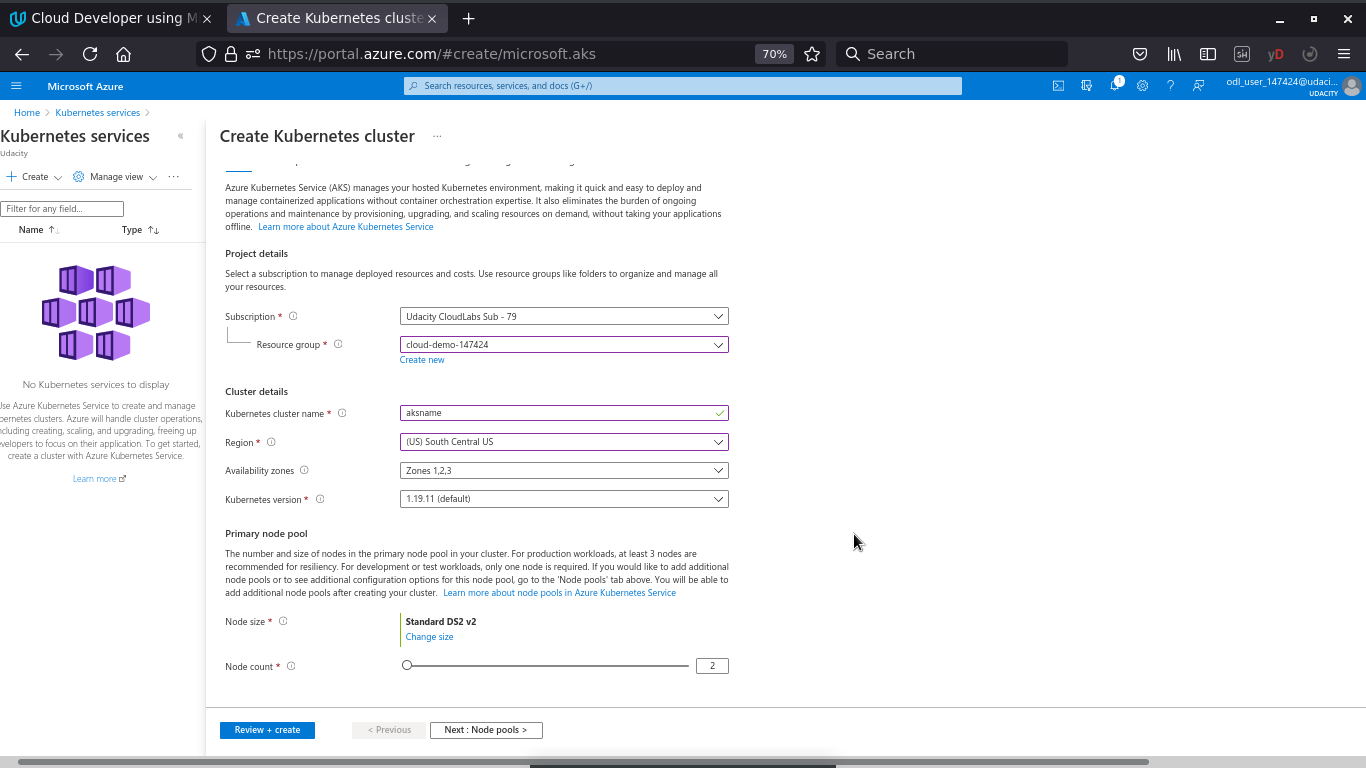 Cloud Developer using M
Create Kubernetes cluste
https://portal.azure.com/#create/microsoft.aks
70%
Search
SH
yD
Microsoft Azure
Search resources, services, and docs (G+/)
1
odl_user_147424@udaci...
UDACITY
Home
Kubernetes services
Kubernetes services
Udacity
Create
Manage view
Filter for any field...
Name
Type
No Kubernetes services to display
Use Azure Kubernetes Service to create and manage
bernetes clusters. Azure will handle cluster operations,
ncluding creating, scaling, and upgrading, freeing up
evelopers to focus on their application. To get started,
create a cluster with Azure Kubernetes Service.
Learn more
Create Kubernetes cluster
...
Azure Kubernetes Service (AKS) manages your hosted Kubernetes environment, making it quick and easy to deploy and
manage containerized applications without container orchestration expertise. It also eliminates the burden of ongoing
operations and maintenance by provisioning, upgrading, and scaling resources on demand, without taking your applications
offline. Learn more about Azure Kubernetes Service
Project details
Select a subscription to manage deployed resources and costs. Use resource groups like folders to organize and manage all
your resources.
Subscription *
Udacity CloudLabs Sub - 79
Resource group *
cloud-demo-147424
Create new
Cluster details
Kubernetes cluster name *
aksname
Region *
(US) South Central US
Availability zones
Zones 1,2,3
Kubernetes version *
1.19.11 (default)
Primary node pool
The number and size of nodes in the primary node pool in your cluster. For production workloads, at least 3 nodes are
recommended for resiliency. For development or test workloads, only one node is required. If you would like to add additional
node pools or to see additional configuration options for this node pool, go to the 'Node pools' tab above. You will be able to
add additional node pools after creating your cluster. Learn more about node pools in Azure Kubernetes Service
Node size *
Standard DS2 v2
Change size
Node count *
2
Review + create
< Previous
Next : Node pools >